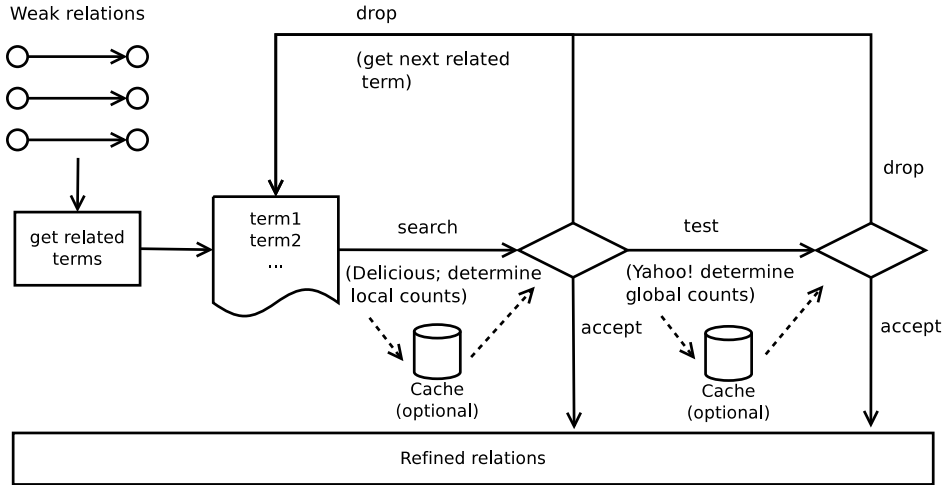 Weak relations
drop
(get next related
term)
drop
get related
terms
term1
term2
...
search
(Delicious; determine
local counts)
test
(Yahoo! determine
global counts)
accept
accept
Cache
(optional)
Cache
(optional)
Refined relations